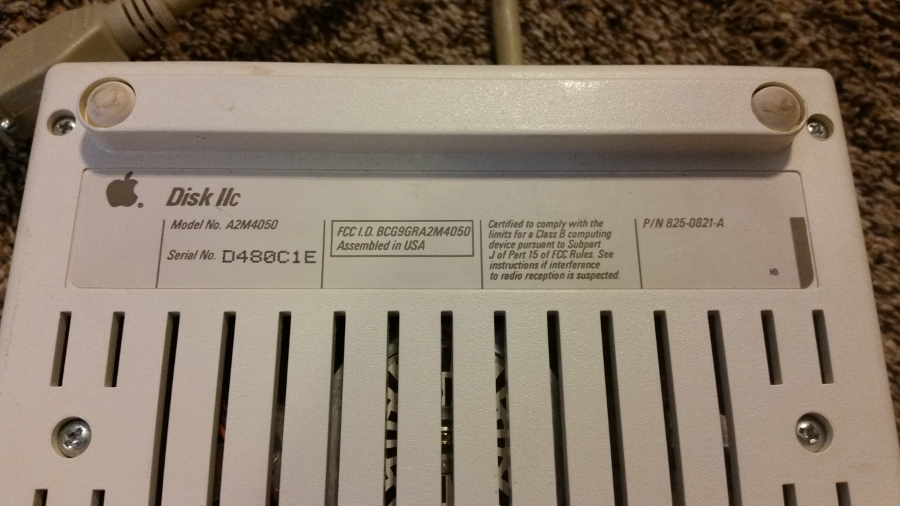 Disk IIc
Model No. A2M4050
Serial No. D480C1E
FCC I.D. BCG9GRA2M4050
Assembled in USA
Certified to comply with the
limits for a Class B computing
device pursuant to Subpart
J of Part 15 of FCC Rules. See
instructions if interference
to radio reception is suspected.
P/N 825-0821-A